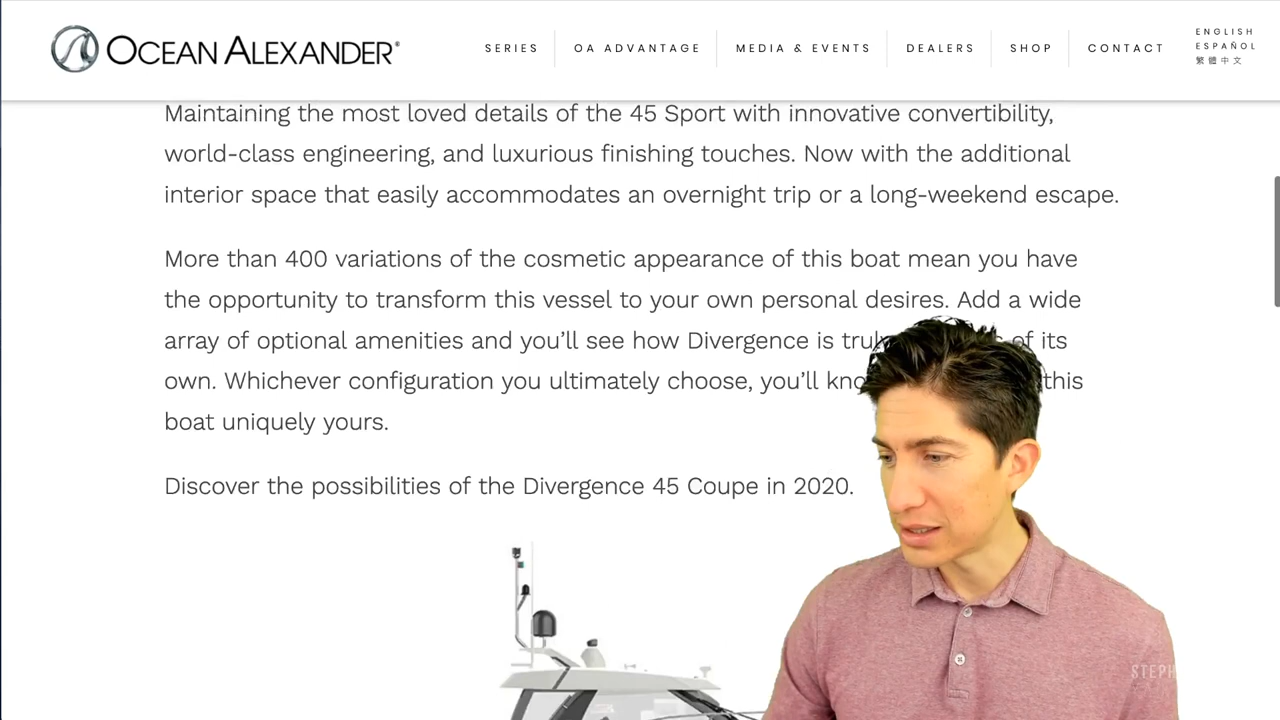 OCEAN ALEXANDER®
SERIES
OA ADVANTAGE
MEDIA & EVENTS
DEALERS
SHOP
CONTACT
ENGLISH
ESPAÑOL
繁體中文
Maintaining the most loved details of the 45 Sport with innovative convertibility,
world-class engineering, and luxurious finishing touches. Now with the additional
interior space that easily accommodates an overnight trip or a long-weekend escape.
More than 400 variations of the cosmetic appearance of this boat mean you have
the opportunity to transform this vessel to your own personal desires. Add a wide
array of optional amenities and you’ll see how Divergence is of its
own. Whichever configuration you ultimately choose, you’ll this
boat uniquely yours.
Discover the possibilities of the Divergence 45 Coupe in 2020.
STEPH